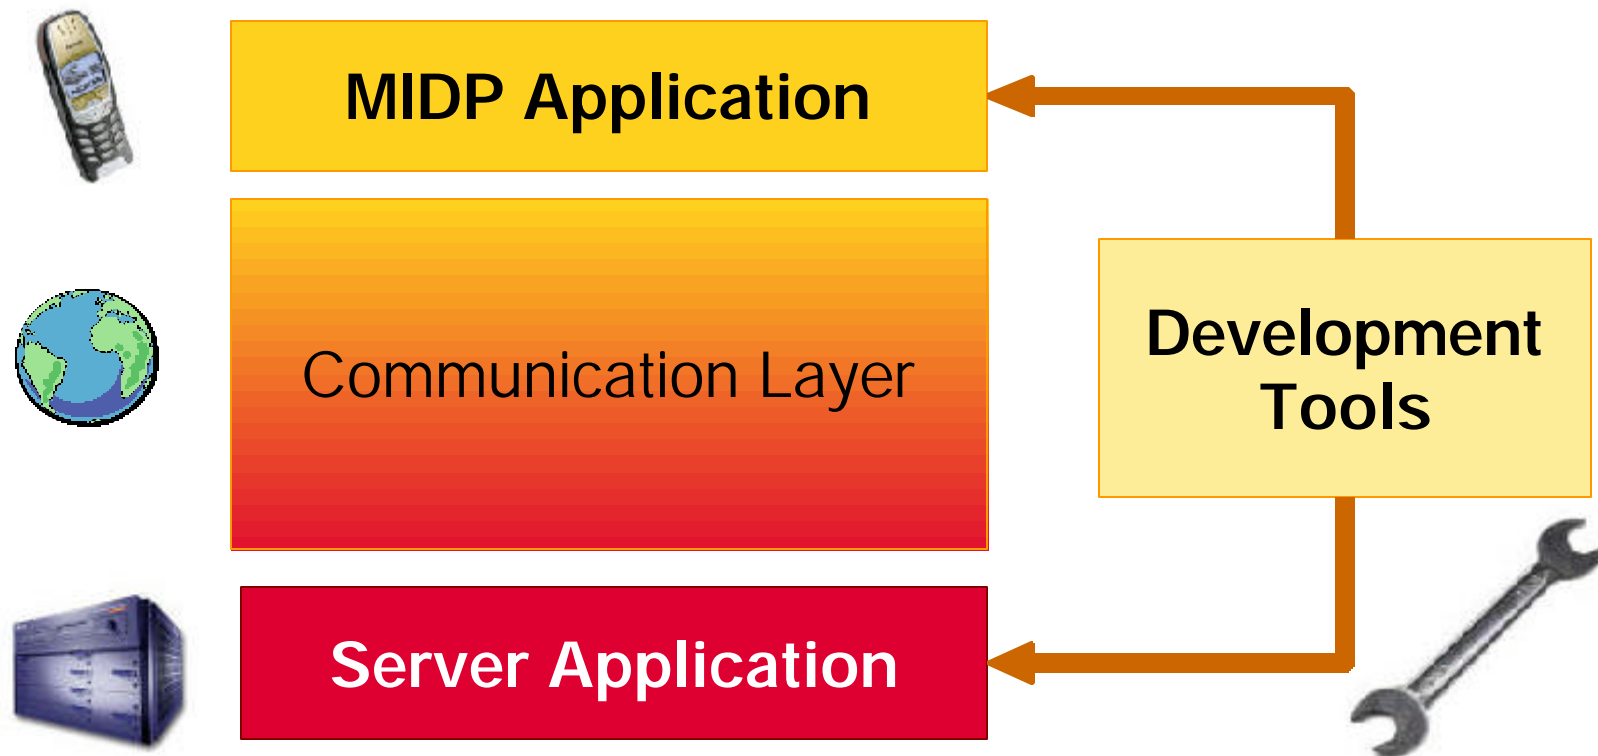 MIDP Application
Communication Layer
Development
Tools
Server Application